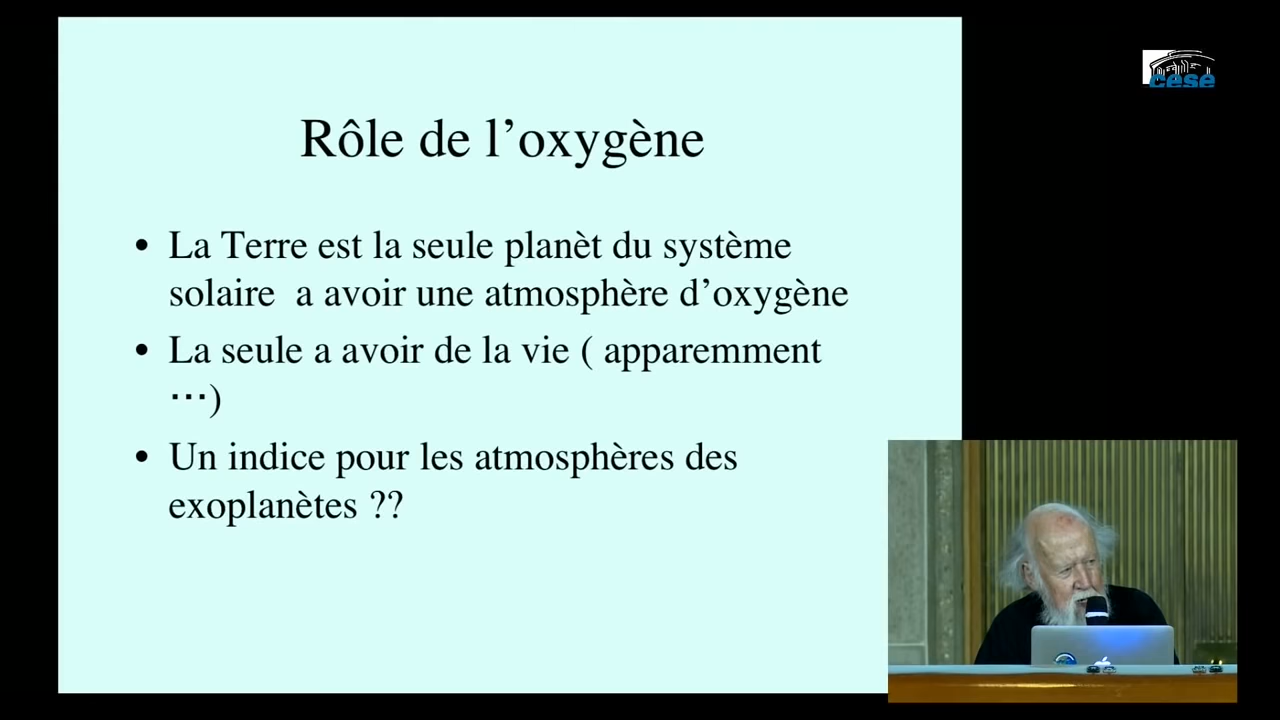 cese
Rôle de l’oxygène
• La Terre est la seule planèt du système
solaire  a avoir une atmosphère d’oxygène
• La seule a avoir de la vie ( apparemment
…)
• Un indice pour les atmosphères des
exoplanètes ??